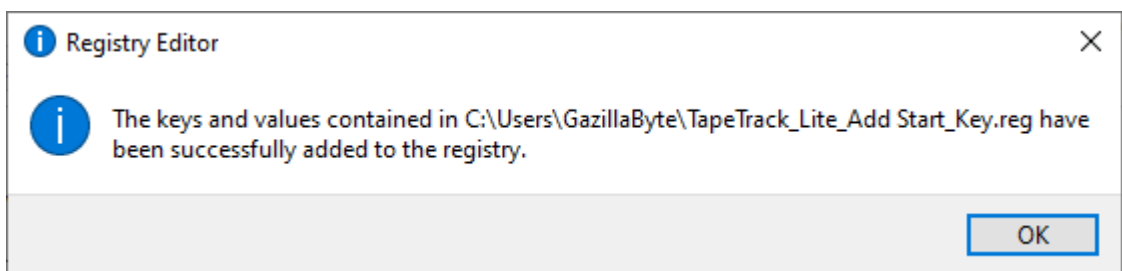 Registry Editor
The keys and values contained in C:\Users\GazillaByte\TapeTrack_Lite_Add Start_Key.reg have
been successfully added to the registry.
OK